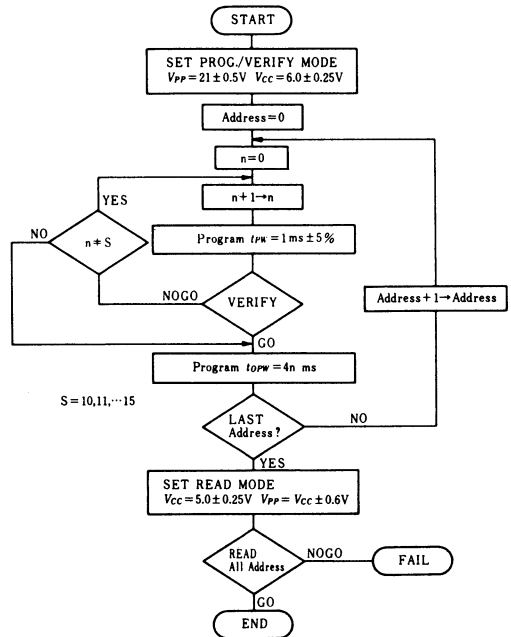 START
SET PROG./VERIFY MODE
VPP=21±0.5V VCC=6.0±0.25V
Address=0
n=0
YES
n+1→n
NO
n≠S
Program tPW=1ms±5%
NOGO
VERIFY
Address+1→Address
GO
Program tOPW=4n ms
S=10,11,···15
LAST
Address?
NO
YES
SET READ MODE
VCC=5.0±0.25V VPP=VCC±0.6V
READ
All Address
NOGO
FAIL
GO
END